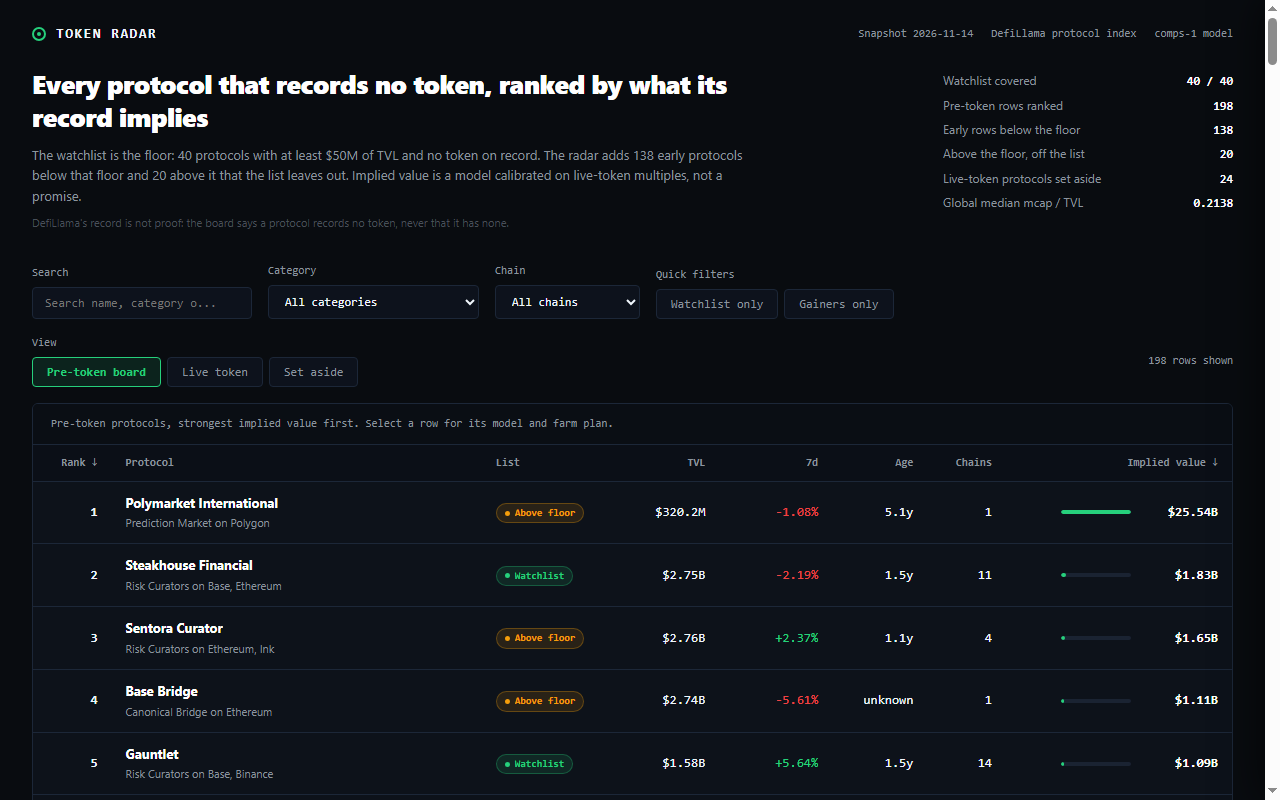 TOKEN RADAR
Snapshot 2026-11-14 DefiLlama protocol index comps-1 model
Every protocol that records no token, ranked by what its
record implies
The watchlist is the floor: 40 protocols with at least $50M of TVL and no token on record. The radar adds 138 early protocols
below that floor and 20 above it that the list leaves out. Implied value is a model calibrated on live-token multiples, not a
promise.
DefiLlama's record is not proof: the board says a protocol records no token, never that it has none.
Watchlist covered 40 / 40
Pre-token rows ranked 198
Early rows below the floor 138
Above the floor, off the list 20
Live-token protocols set aside 24
Global median mcap / TVL 0.2138
Search
Category
Chain
Quick filters
Search name, category o...
All categories
All chains
Watchlist only
Gainers only
View
Pre-token board
Live token
Set aside
198 rows shown
Pre-token protocols, strongest implied value first. Select a row for its model and farm plan.
Rank ↓ Protocol List TVL 7d Age Chains Implied value ↓
1 Polymarket International Above floor $320.2M -1.08% 5.1y 1 $25.54B
Prediction Market on Polygon
2 Steakhouse Financial Watchlist $2.75B -2.19% 1.5y 11 $1.83B
Risk Curators on Base, Ethereum
3 Sentora Curator Above floor $2.76B +2.37% 1.1y 4 $1.65B
Risk Curators on Ethereum, Ink
4 Base Bridge Above floor $2.74B -5.61% unknown 1 $1.11B
Canonical Bridge on Ethereum
5 Gauntlet Watchlist $1.58B +5.64% 1.5y 14 $1.09B
Risk Curators on Base, Binance